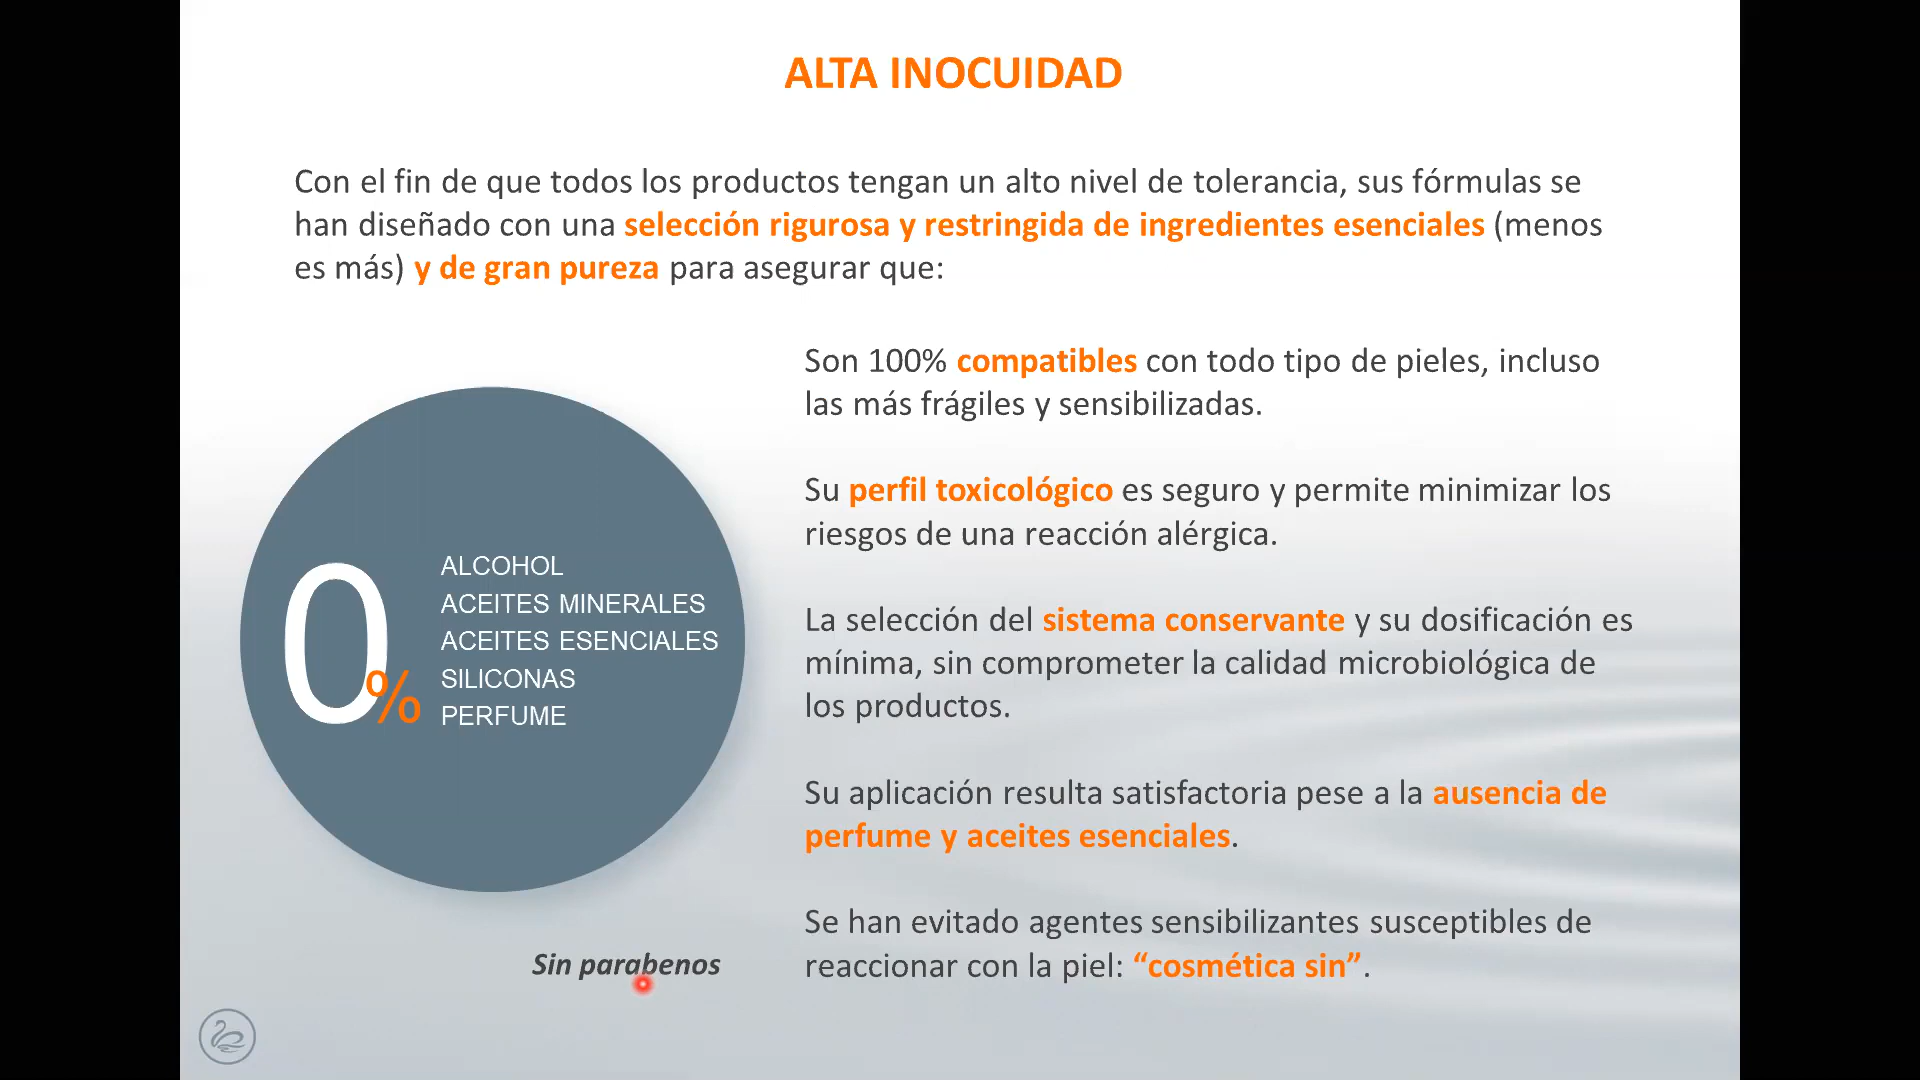 ALTA INOCUIDAD
Con el fin de que todos los productos tengan un alto nivel de tolerancia, sus fórmulas se
han diseñado con una selección rigurosa y restringida de ingredientes esenciales (menos
es más) y de gran pureza para asegurar que:
0%
ALCOHOL
ACEITES MINERALES
ACEITES ESENCIALES
SILICONAS
PERFUME
Sin parabenos
Son 100% compatibles con todo tipo de pieles, incluso
las más frágiles y sensibilizadas.
Su perfil toxicológico es seguro y permite minimizar los
riesgos de una reacción alérgica.
La selección del sistema conservante y su dosificación es
mínima, sin comprometer la calidad microbiológica de
los productos.
Su aplicación resulta satisfactoria pese a la ausencia de
perfume y aceites esenciales.
Se han evitado agentes sensibilizantes susceptibles de
reaccionar con la piel: “cosmética sin”.